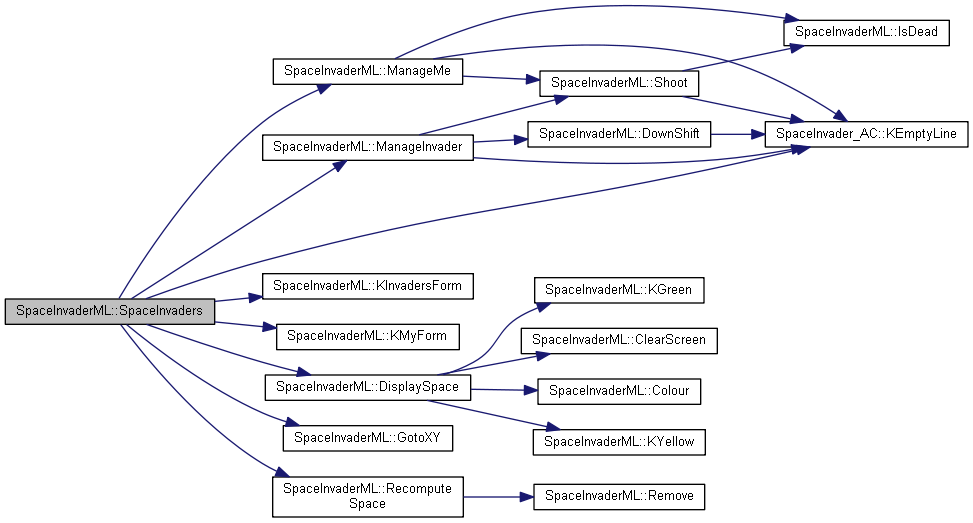 SpaceInvaderML::IsDead
SpaceInvaderML::ManageMe
SpaceInvaderML::Shoot
SpaceInvaderML::DownShift
SpaceInvader_AC::KEmptyLine
SpaceInvaderML::ManageInvader
SpaceInvaderML::KInvadersForm
SpaceInvaderML::KGreen
SpaceInvaderML::SpaceInvaders
SpaceInvaderML::KMyForm
SpaceInvaderML::ClearScreen
SpaceInvaderML::DisplaySpace
SpaceInvaderML::Colour
SpaceInvaderML::GotoXY
SpaceInvaderML::KYellow
SpaceInvaderML::Recompute
Space
SpaceInvaderML::Remove